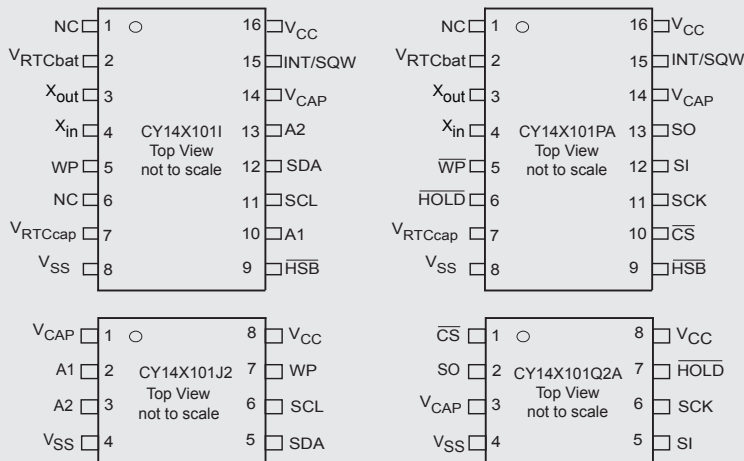 NC 1 16 VCC
VRTCbat 2 15 INT/SQW
Xout 3 14 VCAP
Xin 4 13 A2
WP 5 12 SDA
NC 6 11 SCL
VRTCcap 7 10 A1
VSS 8 9 HSB
CY14X101I
Top View
not to scale
NC 1 16 VCC
VRTCbat 2 15 INT/SQW
Xout 3 14 VCAP
Xin 4 13 SO
WP 5 12 SI
HOLD 6 11 SCK
VRTCcap 7 10 CS
VSS 8 9 HSB
CY14X101PA
Top View
not to scale
VCAP 1 8 VCC
A1 2 7 WP
A2 3 6 SCL
VSS 4 5 SDA
CY14X101J2
Top View
not to scale
CS 1 8 VCC
SO 2 7 HOLD
VCAP 3 6 SCK
VSS 4 5 SI
CY14X101Q2A
Top View
not to scale